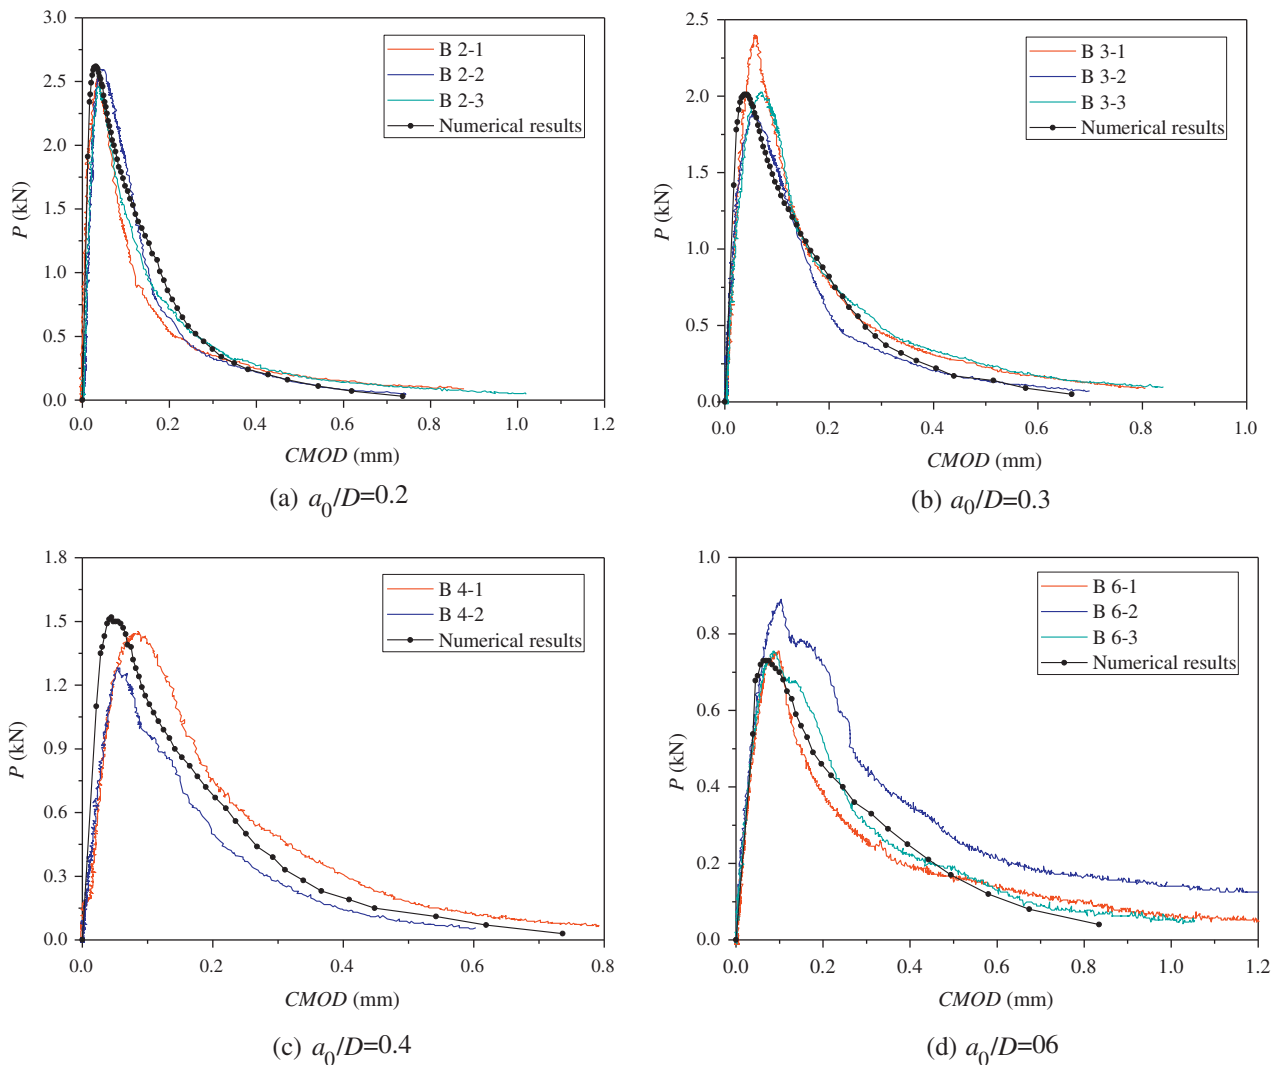 3.0
2.5
2.0
1.5
1.0
0.5
0.0
P (kN)
0.0 0.2 0.4 0.6 0.8 1.0 1.2
CMOD (mm)
B 2-1
B 2-2
B 2-3
Numerical results
(a) a0/D=0.2
2.5
2.0
1.5
1.0
0.5
0.0
P (kN)
0.0 0.2 0.4 0.6 0.8 1.0
CMOD (mm)
B 3-1
B 3-2
B 3-3
Numerical results
(b) a0/D=0.3
1.8
1.5
1.2
0.9
0.6
0.3
0.0
P (kN)
0.0 0.2 0.4 0.6 0.8
CMOD (mm)
B 4-1
B 4-2
Numerical results
(c) a0/D=0.4
1.0
0.8
0.6
0.4
0.2
0.0
P (kN)
0.0 0.2 0.4 0.6 0.8 1.0 1.2
CMOD (mm)
B 6-1
B 6-2
B 6-3
Numerical results
(d) a0/D=06